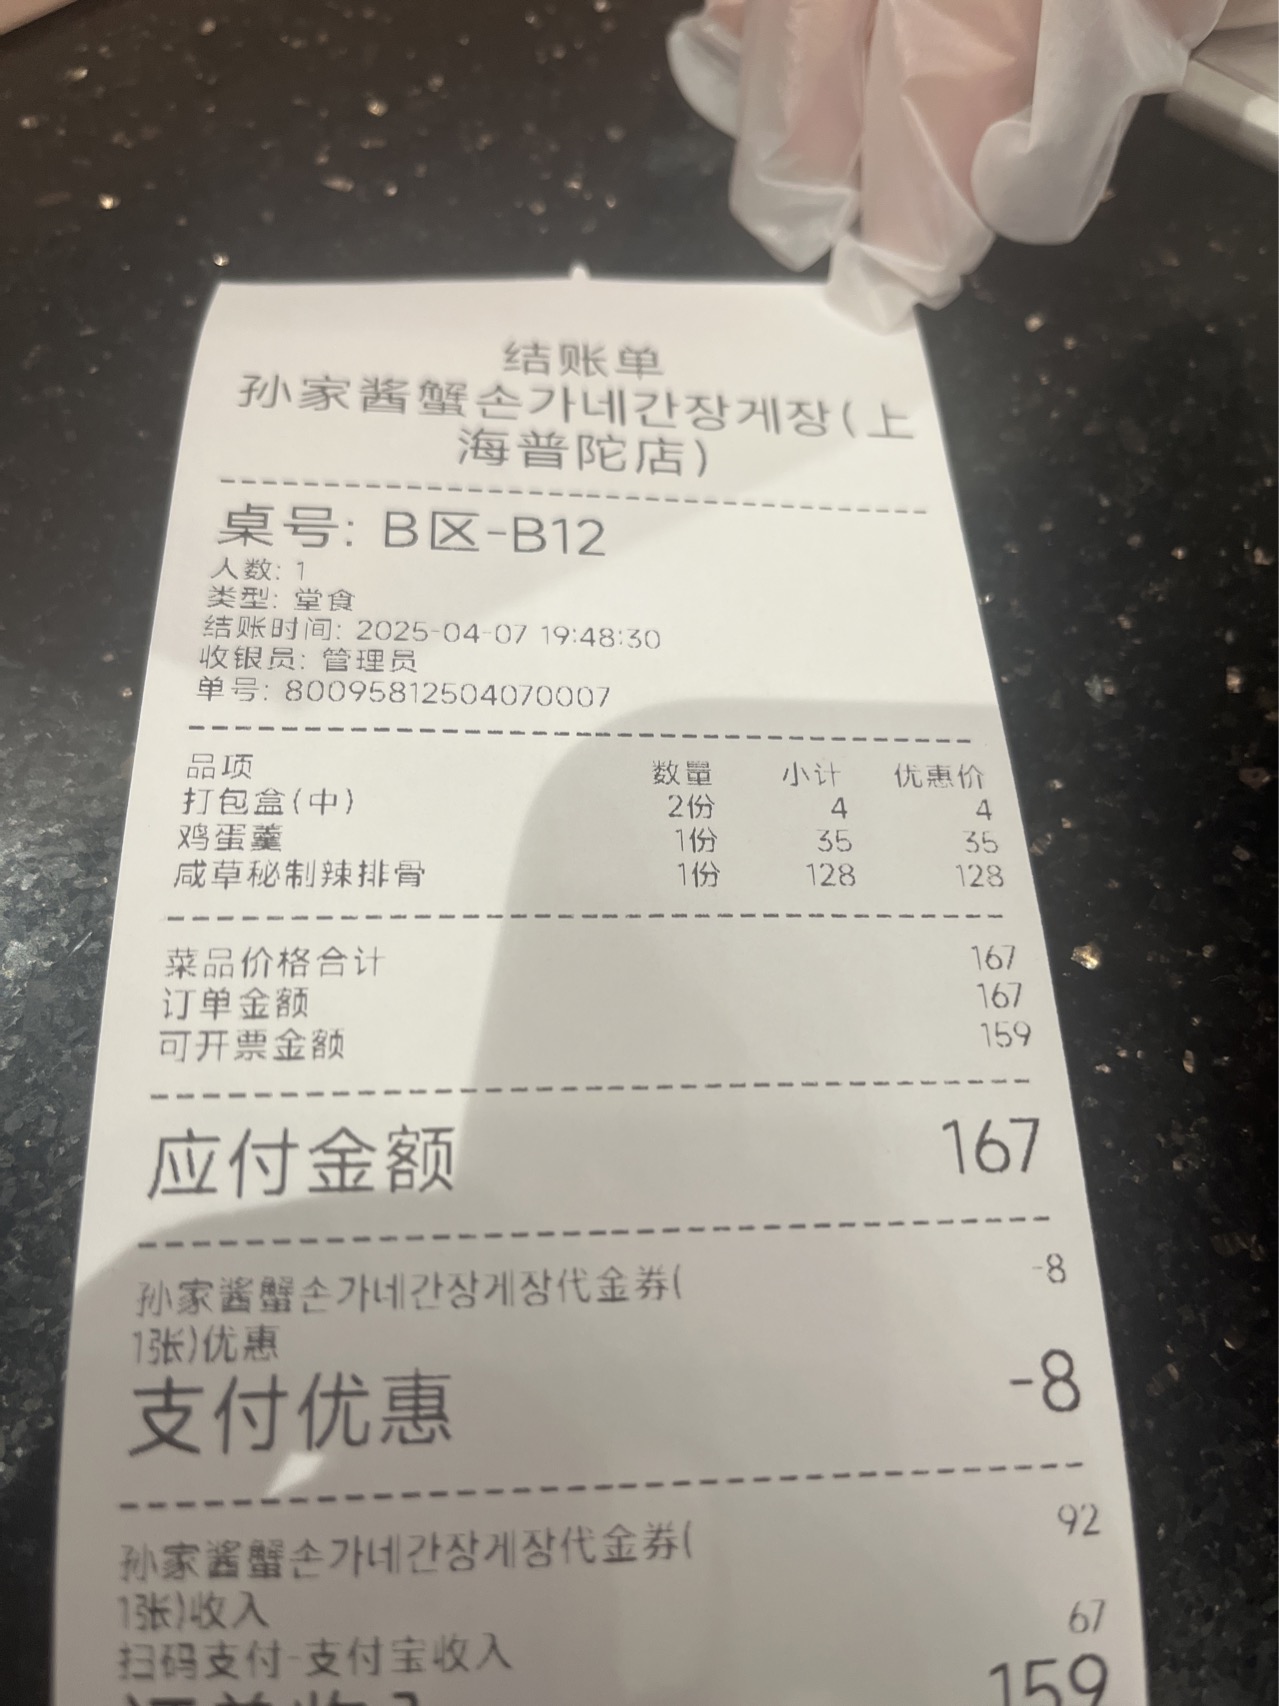 结账单
孙家酱蟹손가네간장게장(上
海普陀店)
桌号: B区-B12
人数: 1
类型: 堂食
结账时间: 2025-04-07 19:48:30
收银员: 管理员
单号: 80095812504070007
品项 数量 小计 优惠价
打包盒(中) 2份 4 4
鸡蛋羹 1份 35 35
咸草秘制辣排骨 1份 128 128
菜品价格合计 167
订单金额 167
可开票金额 159
应付金额 167
孙家酱蟹손가네간장게장代金券( -8
1张)优惠
支付优惠 -8
孙家酱蟹손가네간장게장代金券( 92
1张)收入
扫码支付-支付宝收入 67
159